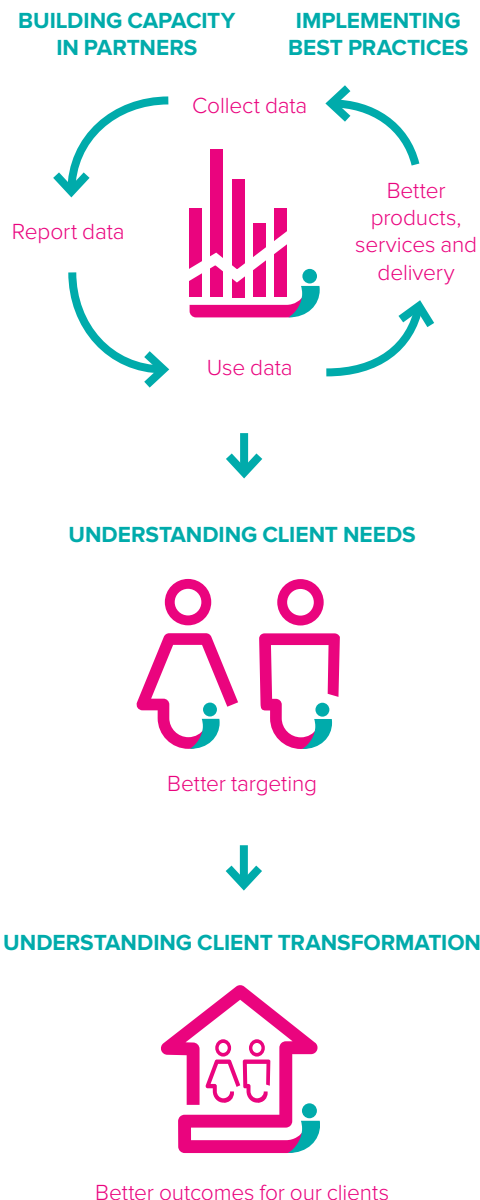 BUILDING CAPACITY
IN PARTNERS
IMPLEMENTING
BEST PRACTICES
Collect data
Report data
Better
products,
services and
delivery
Use data
UNDERSTANDING CLIENT NEEDS
Better targeting
UNDERSTANDING CLIENT TRANSFORMATION
Better outcomes for our clients